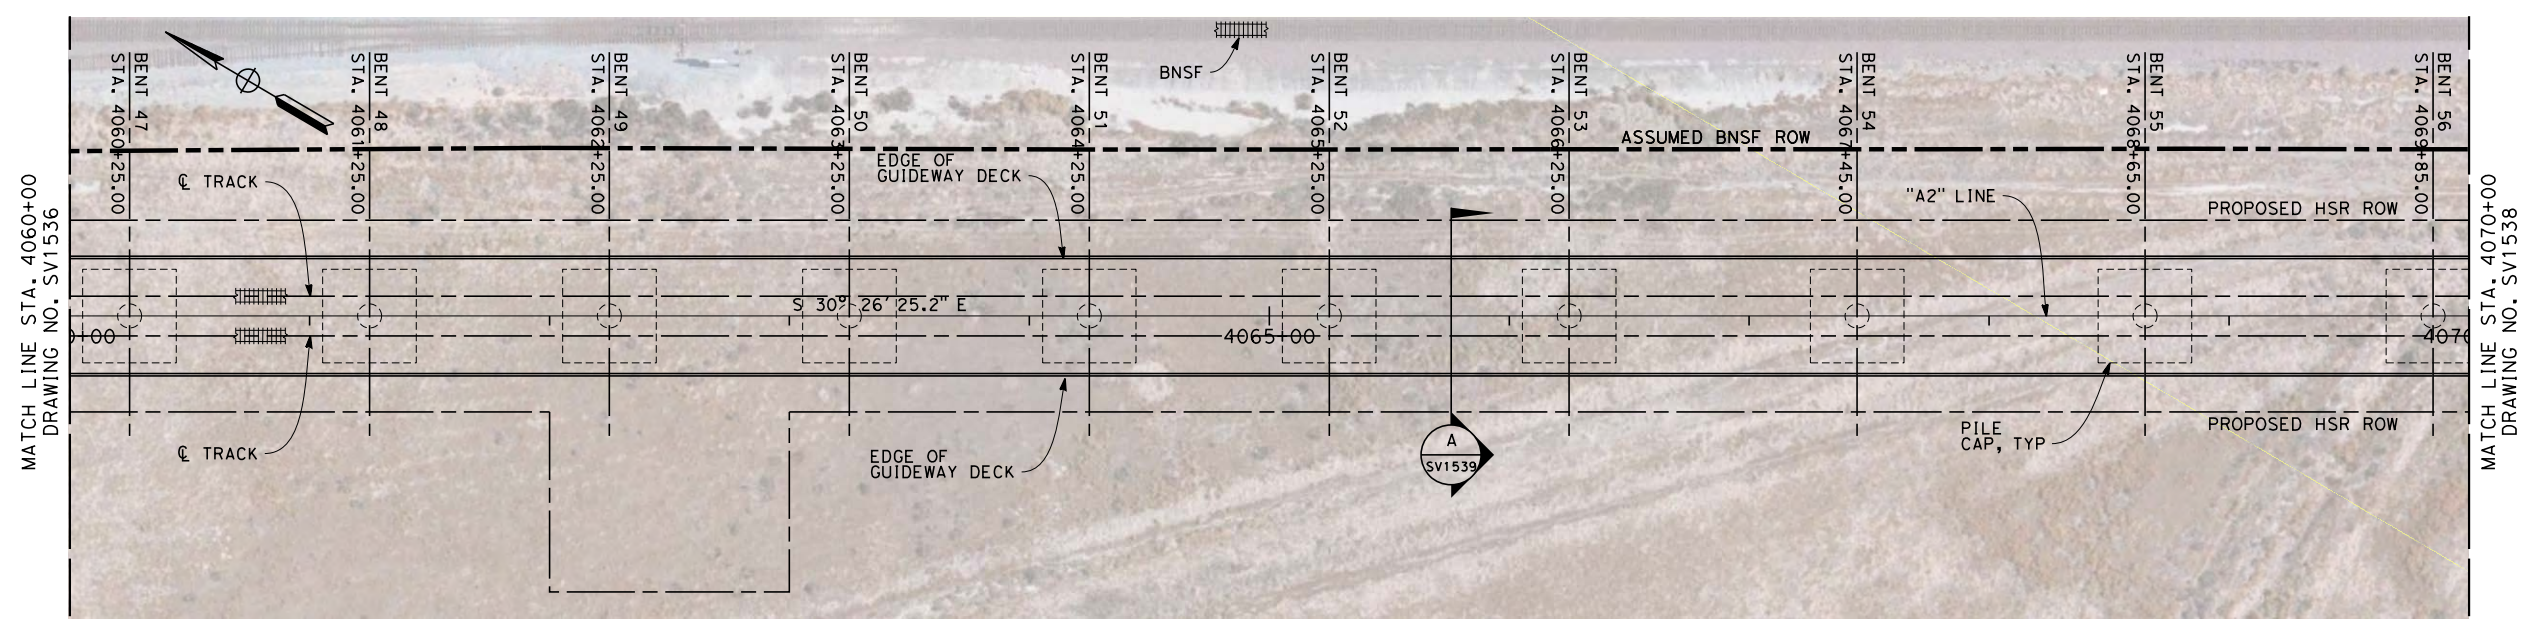 MATCH LINE STA. 4060+00
DRAWING NO. SV1536
BENT 47
STA. 4060+25.00
BENT 48
STA. 4061+25.00
BENT 49
STA. 4062+25.00
BENT 50
STA. 4063+25.00
BENT 51
STA. 4064+25.00
BENT 52
STA. 4065+25.00
BENT 53
STA. 4066+25.00
BENT 54
STA. 4067+45.00
BENT 55
STA. 4068+65.00
BENT 56
STA. 4069+85.00
BNSF
ASSUMED BNSF ROW
EDGE OF
GUIDEWAY DECK
℄ TRACK
"A2" LINE
PROPOSED HSR ROW
S 30° 26' 25.2" E
0+00
4065+00
4070
℄ TRACK
EDGE OF
GUIDEWAY DECK
A
SV1539
PILE
CAP, TYP
PROPOSED HSR ROW
MATCH LINE STA. 4070+00
DRAWING NO. SV1538